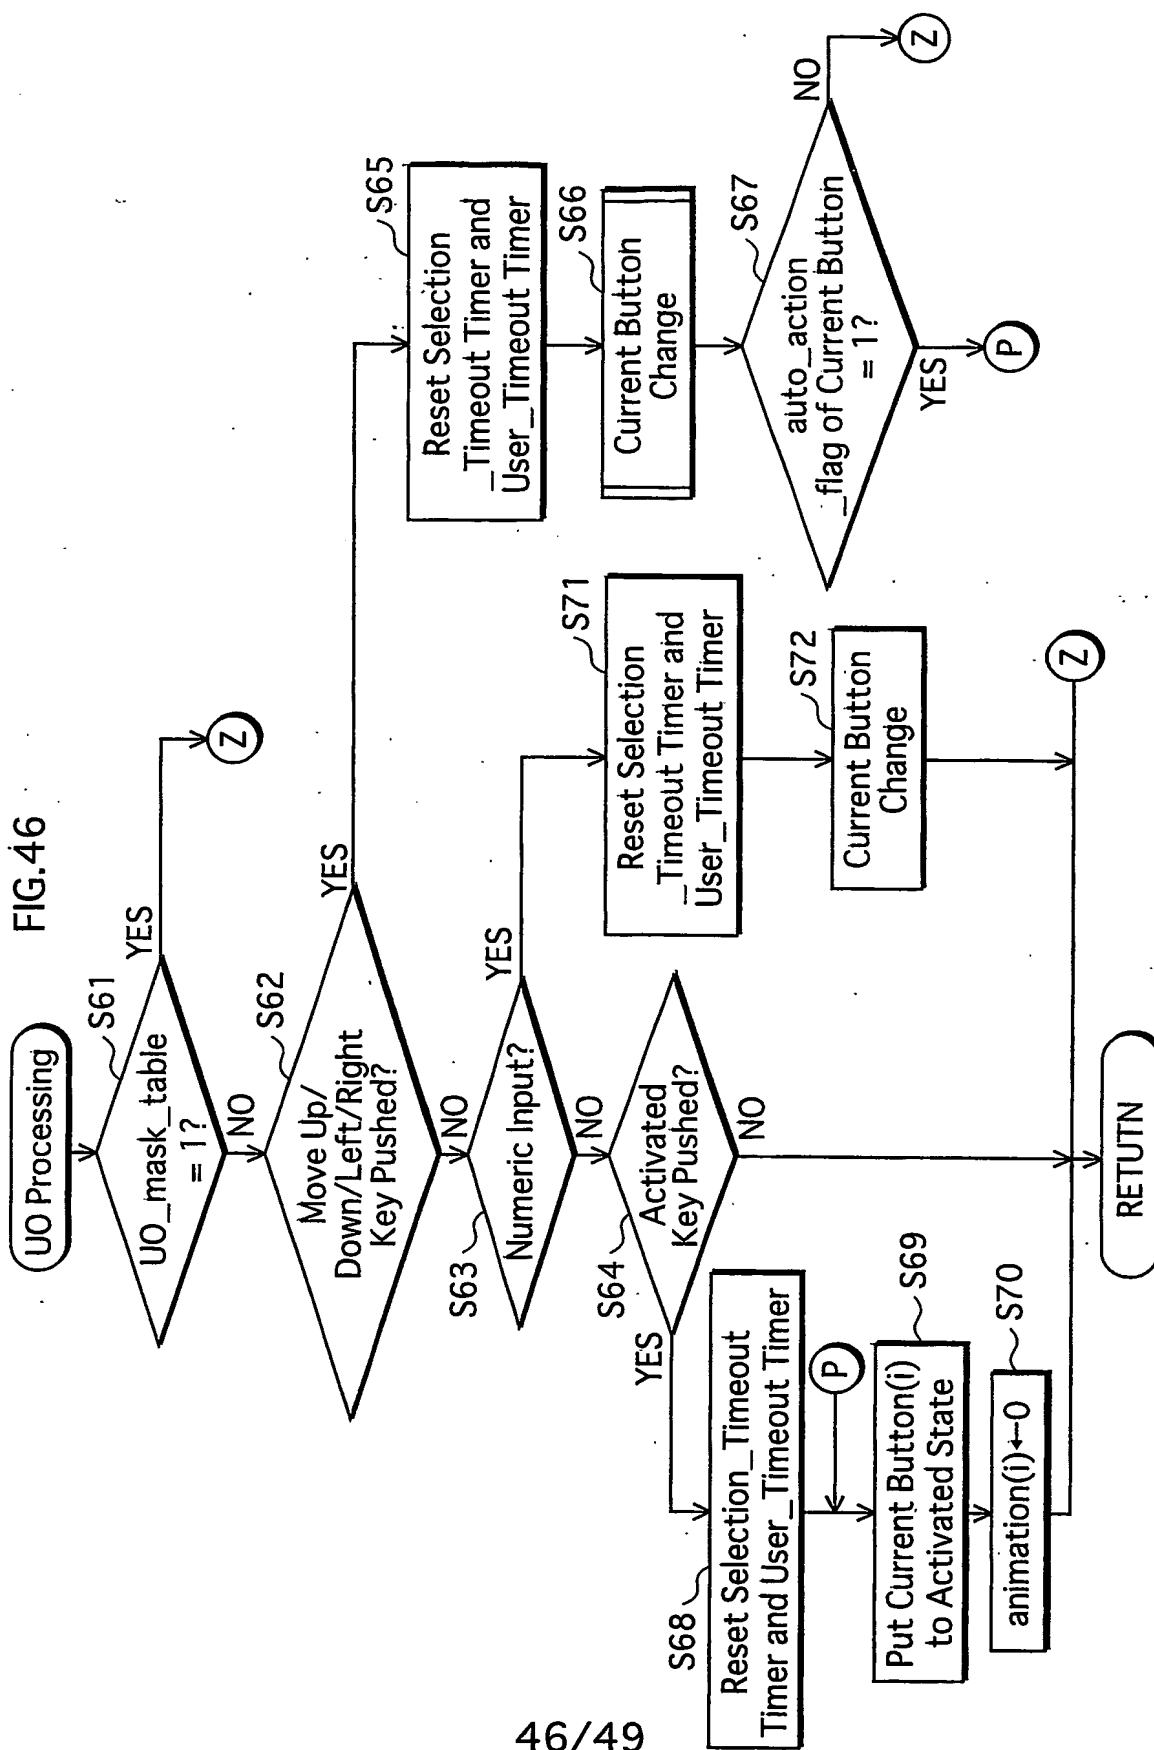 FIG.46
UO Processing
S61
UO_mask_table
= 1?
YES
Z
NO
S62
Move Up/
Down/Left/Right
Key Pushed?
YES
NO
S63
Numeric Input?
YES
NO
S64
Activated
Key Pushed?
YES
NO
S65
Reset Selection
_Timeout Timer and
User_Timeout Timer
S66
Current Button
Change
S67
auto_action
_flag of Current Button
= 1?
NO
Z
YES
P
S71
Reset Selection
_Timeout Timer and
User_Timeout Timer
S72
Current Button
Change
Z
S68
Reset Selection_Timeout
Timer and User_Timeout Timer
P
S69
Put Current Button(i)
to Activated State
S70
animation(i)←0
RETUTN
46/49